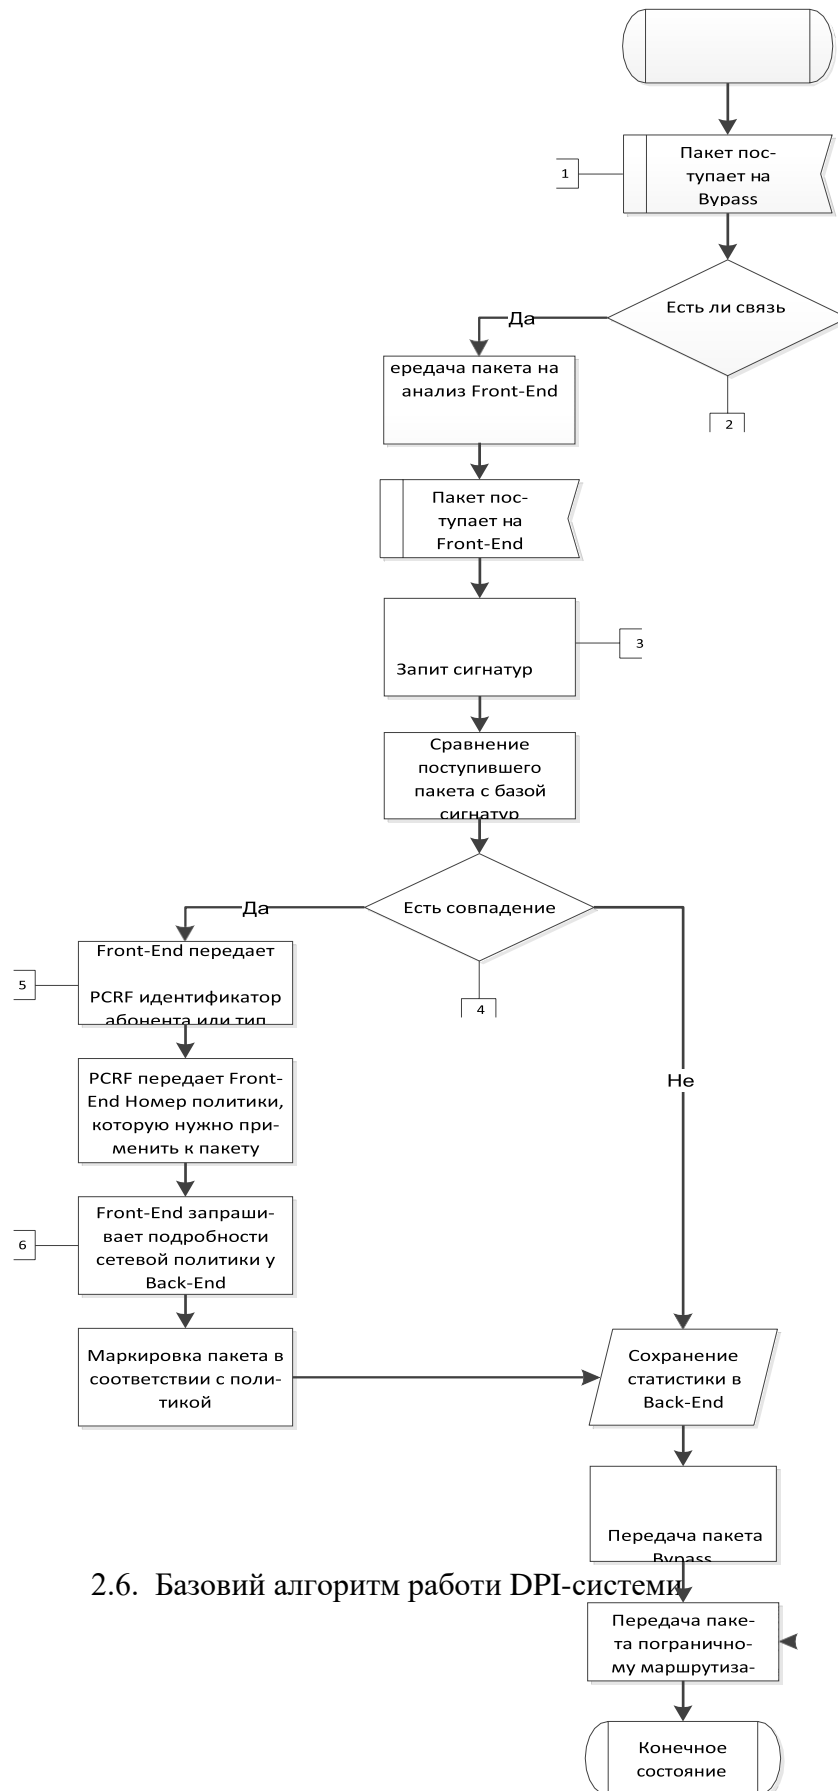 Пакет пос-
тупает на
Bypass
1
Есть ли связь
Да
2
ередача пакета на
анализ Front-End
Пакет пос-
тупает на
Front-End
3
Запит сигнатур
Сравнение
поступившего
пакета с базой
сигнатур
Есть совпадение
Да
4
Front-End передает
5
PCRF идентификатор
абонента или тип
PCRF передает Front-
End Номер политики,
которую нужно при-
менить к пакету
Не
Front-End запраши-
вает подробности
сетевой политики у
Back-End
6
Маркировка пакета в
соответствии с поли-
тикой
Сохранение
статистики в
Back-End
Передача пакета
Bypass
2.6. Базовий алгоритм работи DPI-системи
Передача паке-
та погранично-
му маршрутиза-
Конечное
состояние